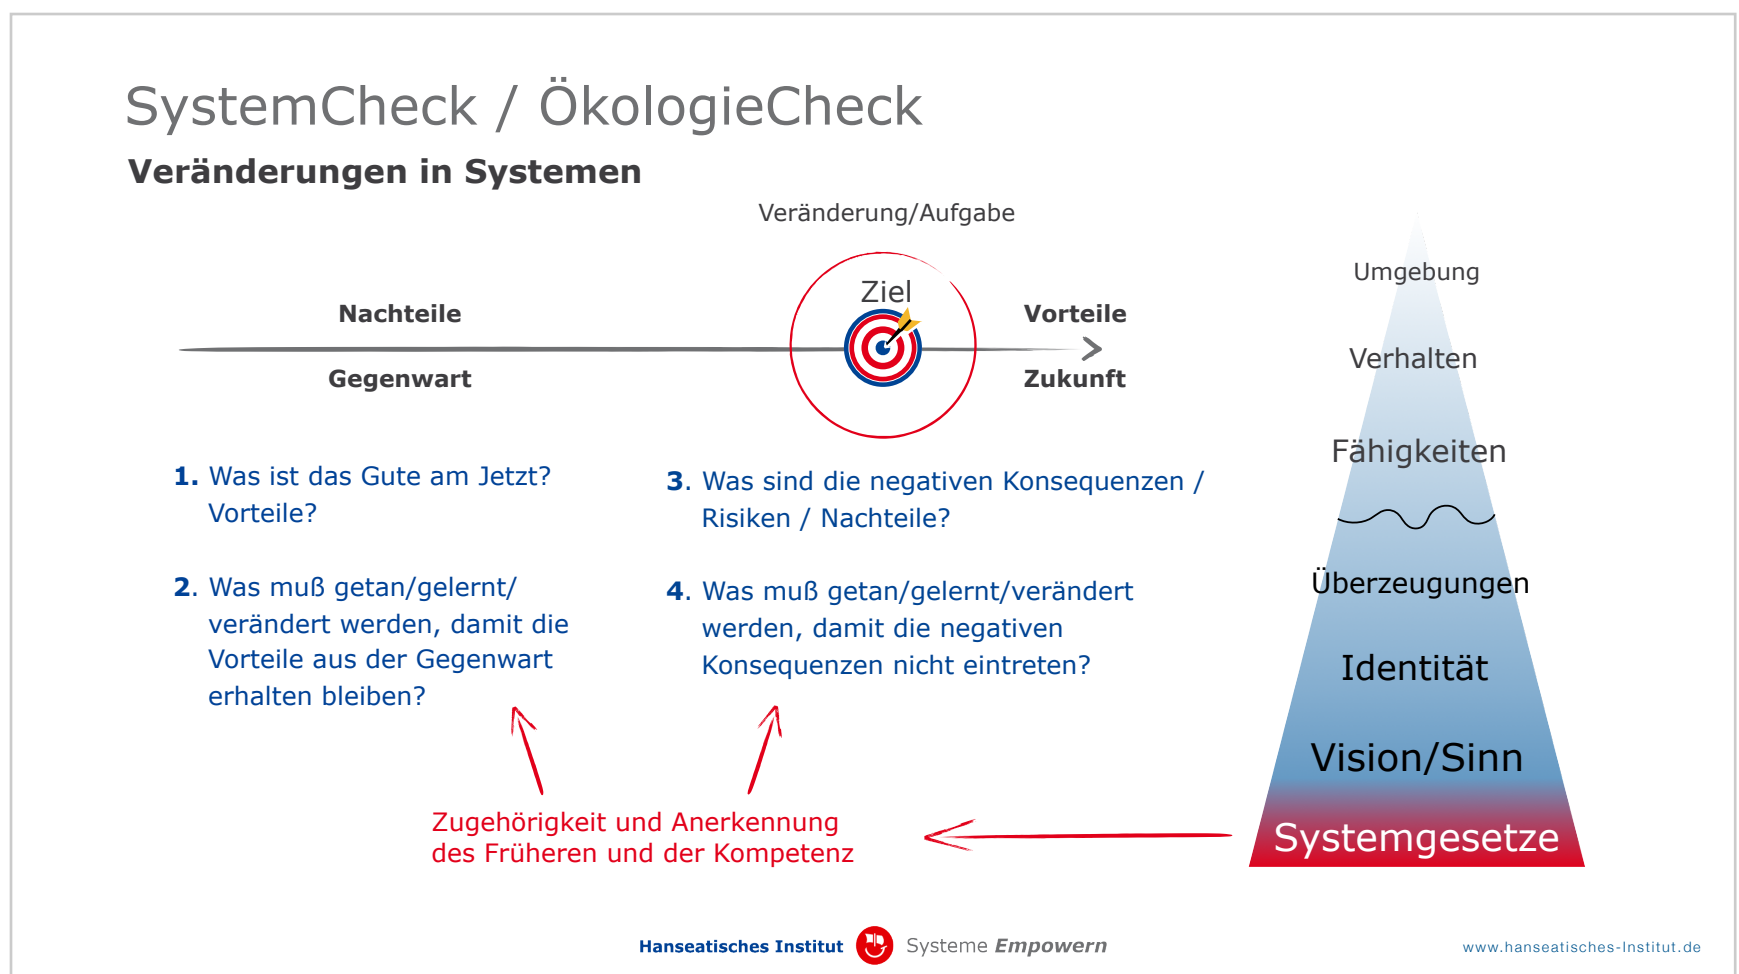 SystemCheck / ÖkologieCheck
Veränderungen in Systemen
Veränderung/Aufgabe
Ziel
Nachteile
Vorteile
Gegenwart
Zukunft
1. Was ist das Gute am Jetzt?
Vorteile?
2. Was muß getan/gelernt/
verändert werden, damit die
Vorteile aus der Gegenwart
erhalten bleiben?
3. Was sind die negativen Konsequenzen /
Risiken / Nachteile?
4. Was muß getan/gelernt/verändert
werden, damit die negativen
Konsequenzen nicht eintreten?
Zugehörigkeit und Anerkennung
des Früheren und der Kompetenz
Umgebung
Verhalten
Fähigkeiten
Überzeugungen
Identität
Vision/Sinn
Systemgesetze
Hanseatisches Institut Systeme Empowern
www.hanseatisches-Institut.de